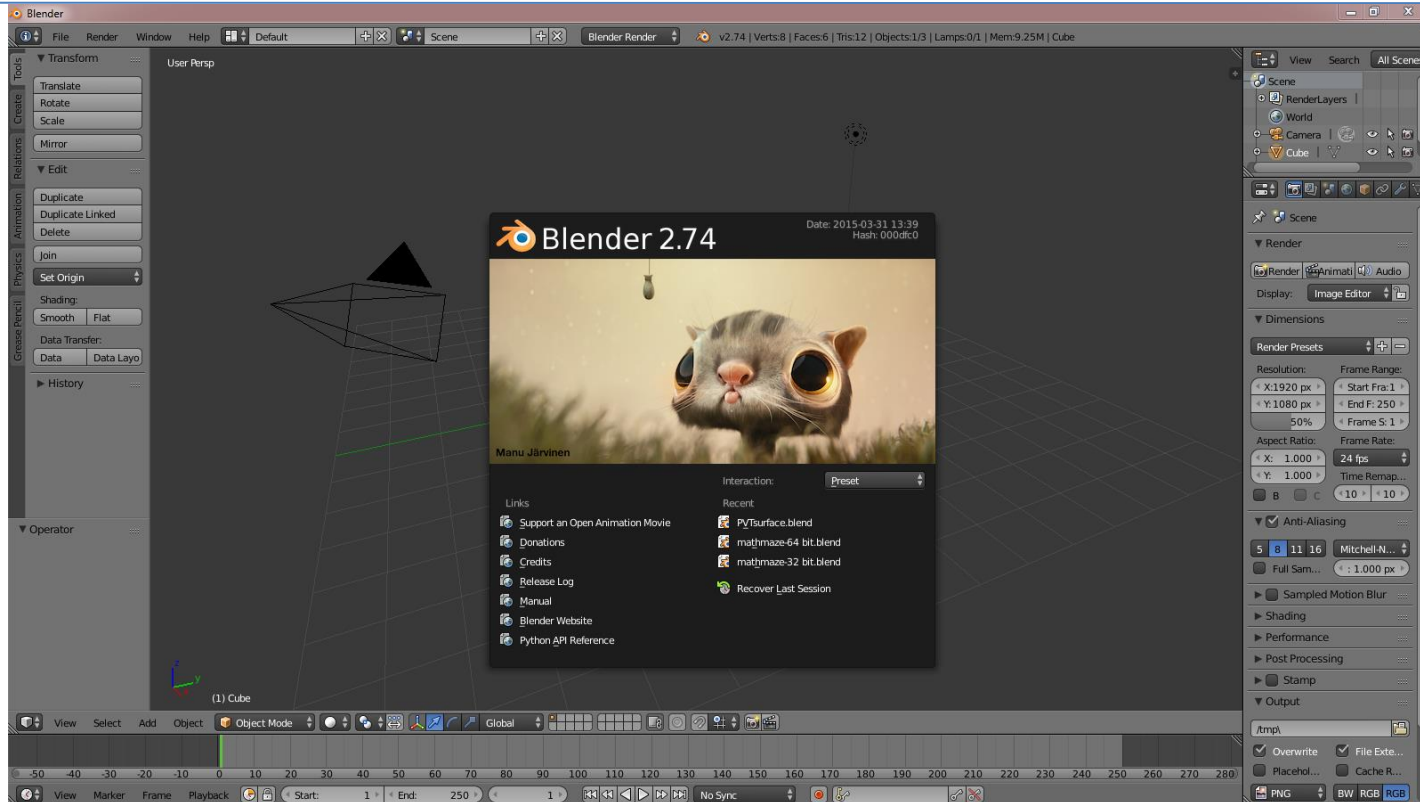 Blender
File Render Window Help Default Scene Blender Render v2.74 | Verts:8 | Faces:6 | Tris:12 | Objects:1/3 | Lamps:0/1 | Mem:9.25M | Cube
Tools
Create
Relations
Animation
Physics
Grease Pencil
Transform
Translate
Rotate
Scale
Mirror
Edit
Duplicate
Duplicate Linked
Delete
Join
Set Origin
Shading:
Smooth Flat
Data Transfer:
Data Data Layo
History
Operator
User Persp
Blender 2.74
Date: 2015-03-31 13:39
Hash: 000dfc0
Manu Järvinen
Interaction: Preset
Links
Support an Open Animation Movie
Donations
Credits
Release Log
Manual
Blender Website
Python API Reference
Recent
PVTsurface.blend
mathmaze-64 bit.blend
mathmaze-32 bit.blend
Recover Last Session
z
y
(1) Cube
View Search All Scene
Scene
RenderLayers |
World
Camera |
Cube |
Scene
Render
Render Animati Audio
Display: Image Editor
Dimensions
Render Presets
Resolution: Frame Range:
X:1920 px Start Fra:1
Y:1080 px End F: 250
50% Frame S: 1
Aspect Ratio: Frame Rate:
X: 1.000 24 fps
Y: 1.000 Time Remap...
B C 10 10
Anti-Aliasing
5 8 11 16 Mitchell-N...
Full Sam... : 1.000 px
Sampled Motion Blur
Shading
Performance
Post Processing
Stamp
Output
/tmp\
Overwrite File Exte...
Placehol... Cache R...
PNG BW RGB RGB
View Select Add Object Object Mode Global
-50 -40 -30 -20 -10 0 10 20 30 40 50 60 70 80 90 100 110 120 130 140 150 160 170 180 190 200 210 220 230 240 250 260 270 280
View Marker Frame Playback Start: 1 End: 250 1 No Sync